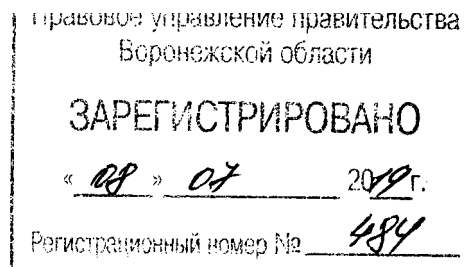 Правовое управление правительства
Воронежской области
ЗАРЕГИСТРИРОВАНО
« 08 » 07 2019 г.
Регистрационный номер № 484